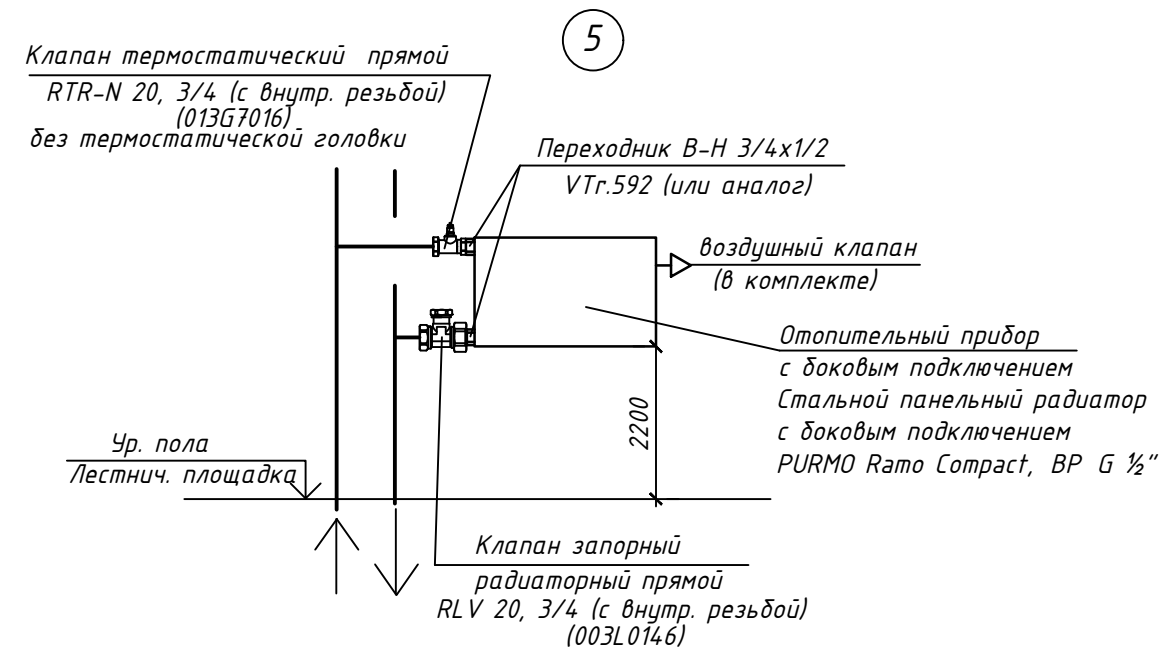 5
Клапан термостатический прямой
RTR-N 20, 3/4 (с внутр. резьбой)
(013G7016)
без термостатической головки
Переходник В-Н 3/4х1/2
VTr.592 (или аналог)
воздушный клапан
(в комплекте)
Отопительный прибор
с боковым подключением
Стальной панельный радиатор
с боковым подключением
PURMO Ramo Compact, ВР G ½"
2200
Ур. пола
Лестнич. площадка
Клапан запорный
радиаторный прямой
RLV 20, 3/4 (с внутр. резьбой)
(003L0146)